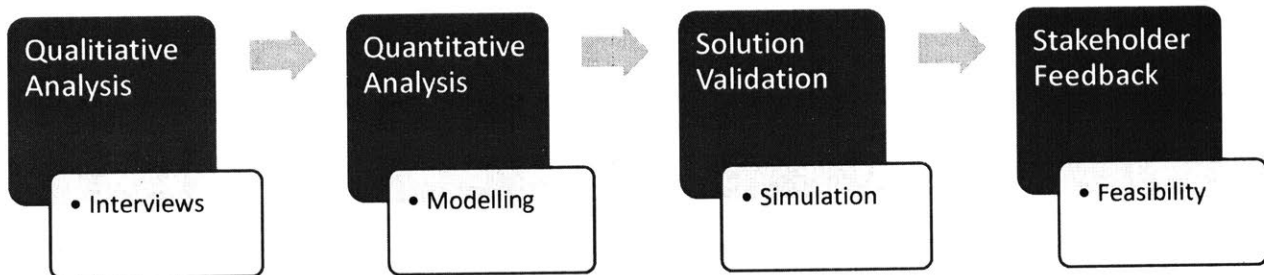 Qualitiative
Analysis
• Interviews
Quantitative
Analysis
• Modelling
Solution
Validation
• Simulation
Stakeholder
Feedback
• Feasibility